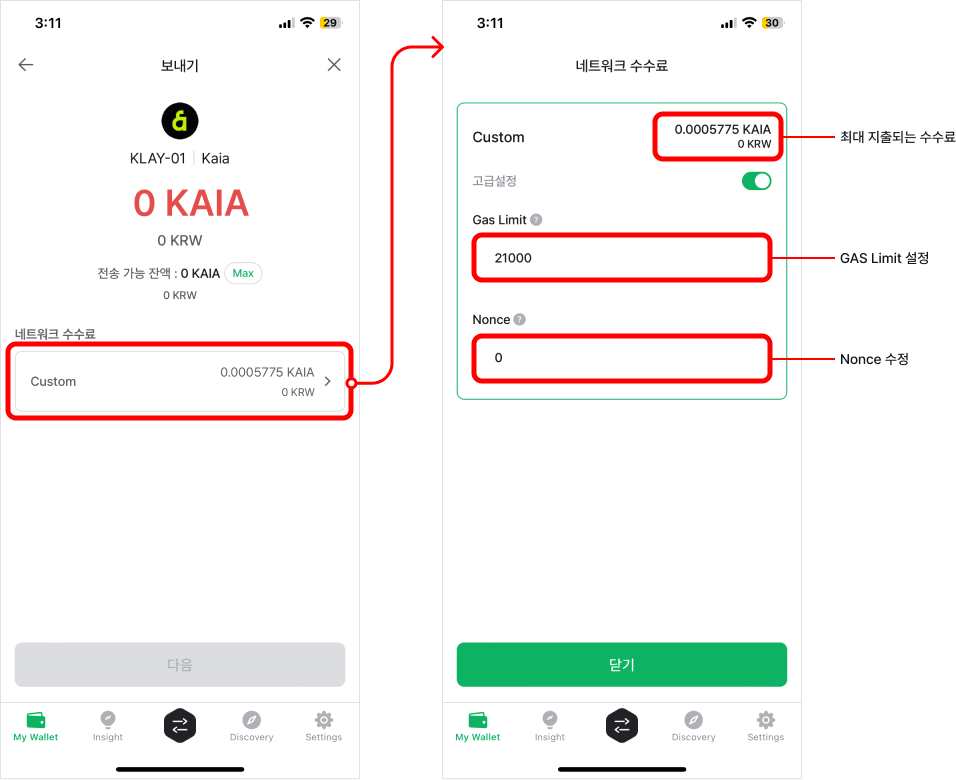 3:11
29
보내기
KLAY-01 | Kaia
0 KAIA
0 KRW
전송 가능 잔액 : 0 KAIA Max
0 KRW
네트워크 수수료
Custom
0.0005775 KAIA
0 KRW
다음
My Wallet
Insight
Discovery
Settings
3:11
30
네트워크 수수료
Custom
0.0005775 KAIA
0 KRW
최대 지출되는 수수료
고급설정
Gas Limit ?
21000
GAS Limit 설정
Nonce ?
0
Nonce 수정
닫기
My Wallet
Insight
Discovery
Settings